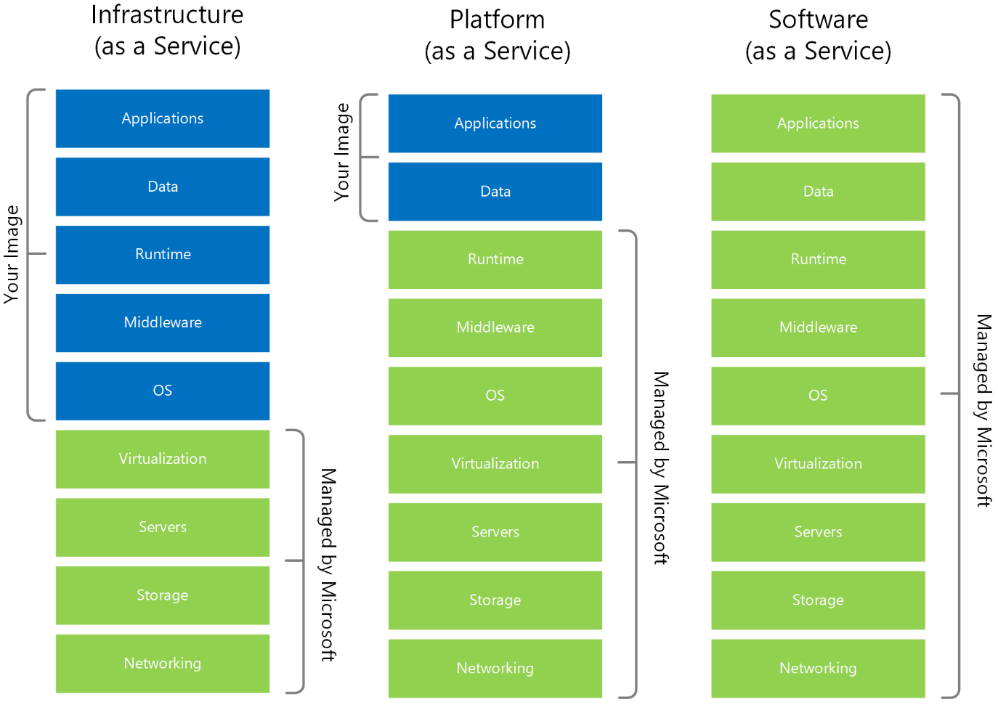 Infrastructure
(as a Service)
Your Image
Applications
Data
Runtime
Middleware
OS
Virtualization
Servers
Storage
Networking
Managed by Microsoft
Platform
(as a Service)
Your Image
Applications
Data
Runtime
Middleware
OS
Virtualization
Servers
Storage
Networking
Managed by Microsoft
Software
(as a Service)
Applications
Data
Runtime
Middleware
OS
Virtualization
Servers
Storage
Networking
Managed by Microsoft